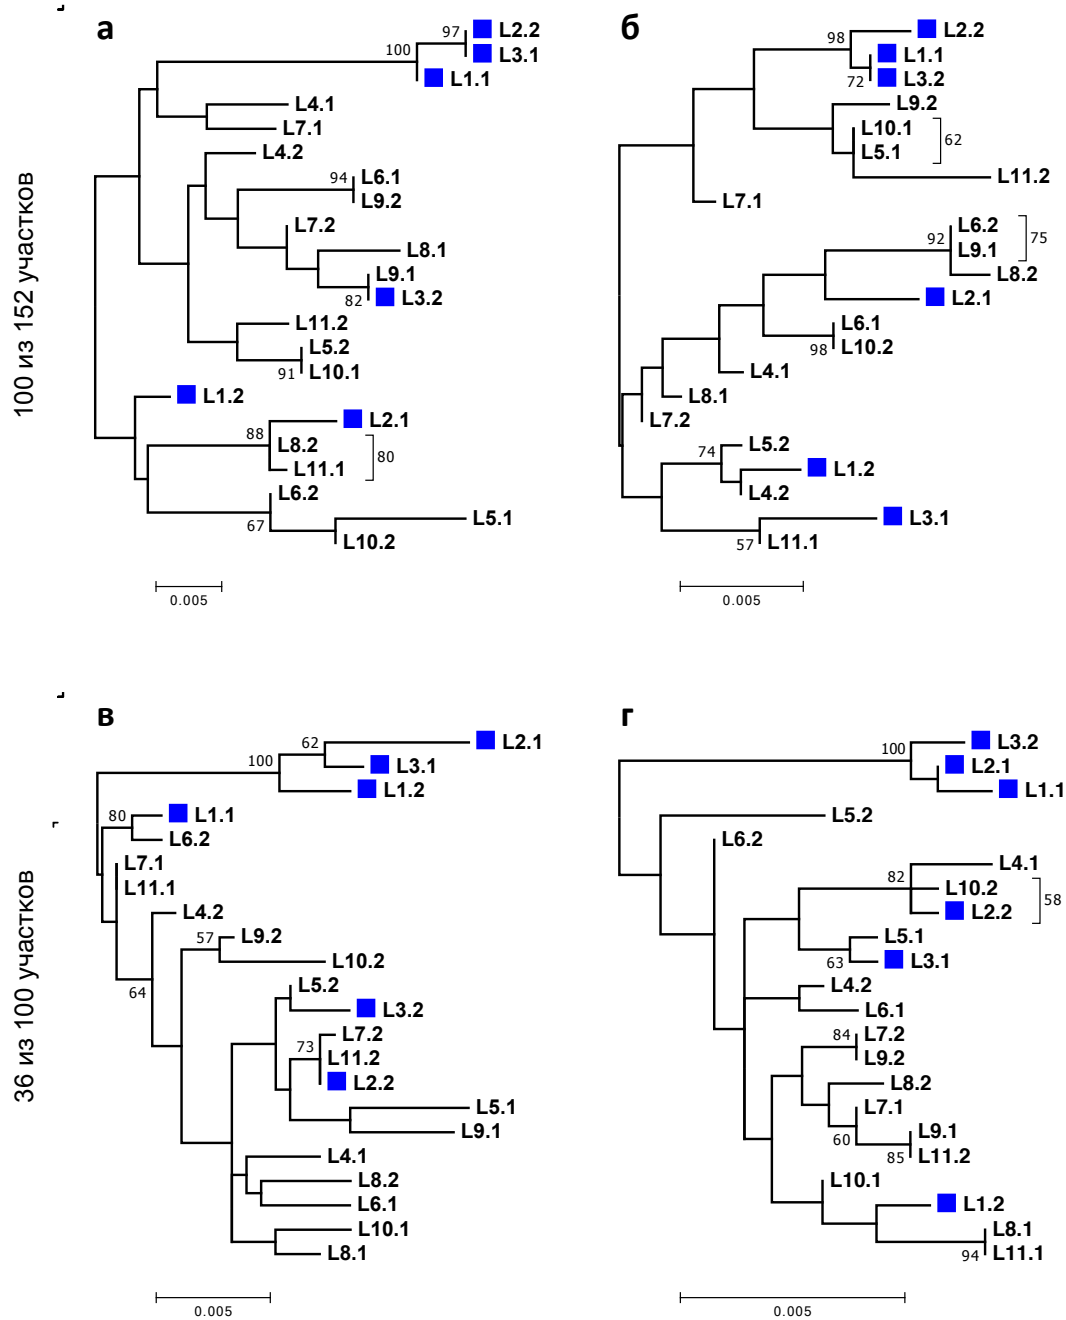 а
97
L2.2
L3.1
100
L1.1
L4.1
L7.1
L4.2
94
L6.1
L9.2
L7.2
L8.1
L9.1
L3.2
82
L11.2
L5.2
L10.1
91
L1.2
L2.1
88
L8.2
80
L11.1
L6.2
L5.1
67
L10.2
0.005
100 из 152 участков
б
98
L2.2
L1.1
L3.2
72
L9.2
L10.1
62
L5.1
L11.2
L7.1
L6.2
92
75
L9.1
L8.2
L2.1
L6.1
L10.2
98
L4.1
L8.1
L7.2
L5.2
74
L1.2
L4.2
L3.1
L11.1
57
0.005
в
62
L2.1
100
L3.1
L1.2
80
L1.1
L6.2
L7.1
L11.1
L4.2
57
L9.2
L10.2
64
L5.2
L3.2
L7.2
73
L11.2
L2.2
L5.1
L9.1
L4.1
L8.2
L6.1
L10.1
L8.1
0.005
36 из 100 участков
г
100
L3.2
L2.1
L1.1
L5.2
L6.2
L4.1
82
L10.2
58
L2.2
L5.1
63
L3.1
L4.2
L6.1
84
L7.2
L9.2
L8.2
L7.1
60
L9.1
85
L11.2
L10.1
L1.2
L8.1
94
L11.1
0.005